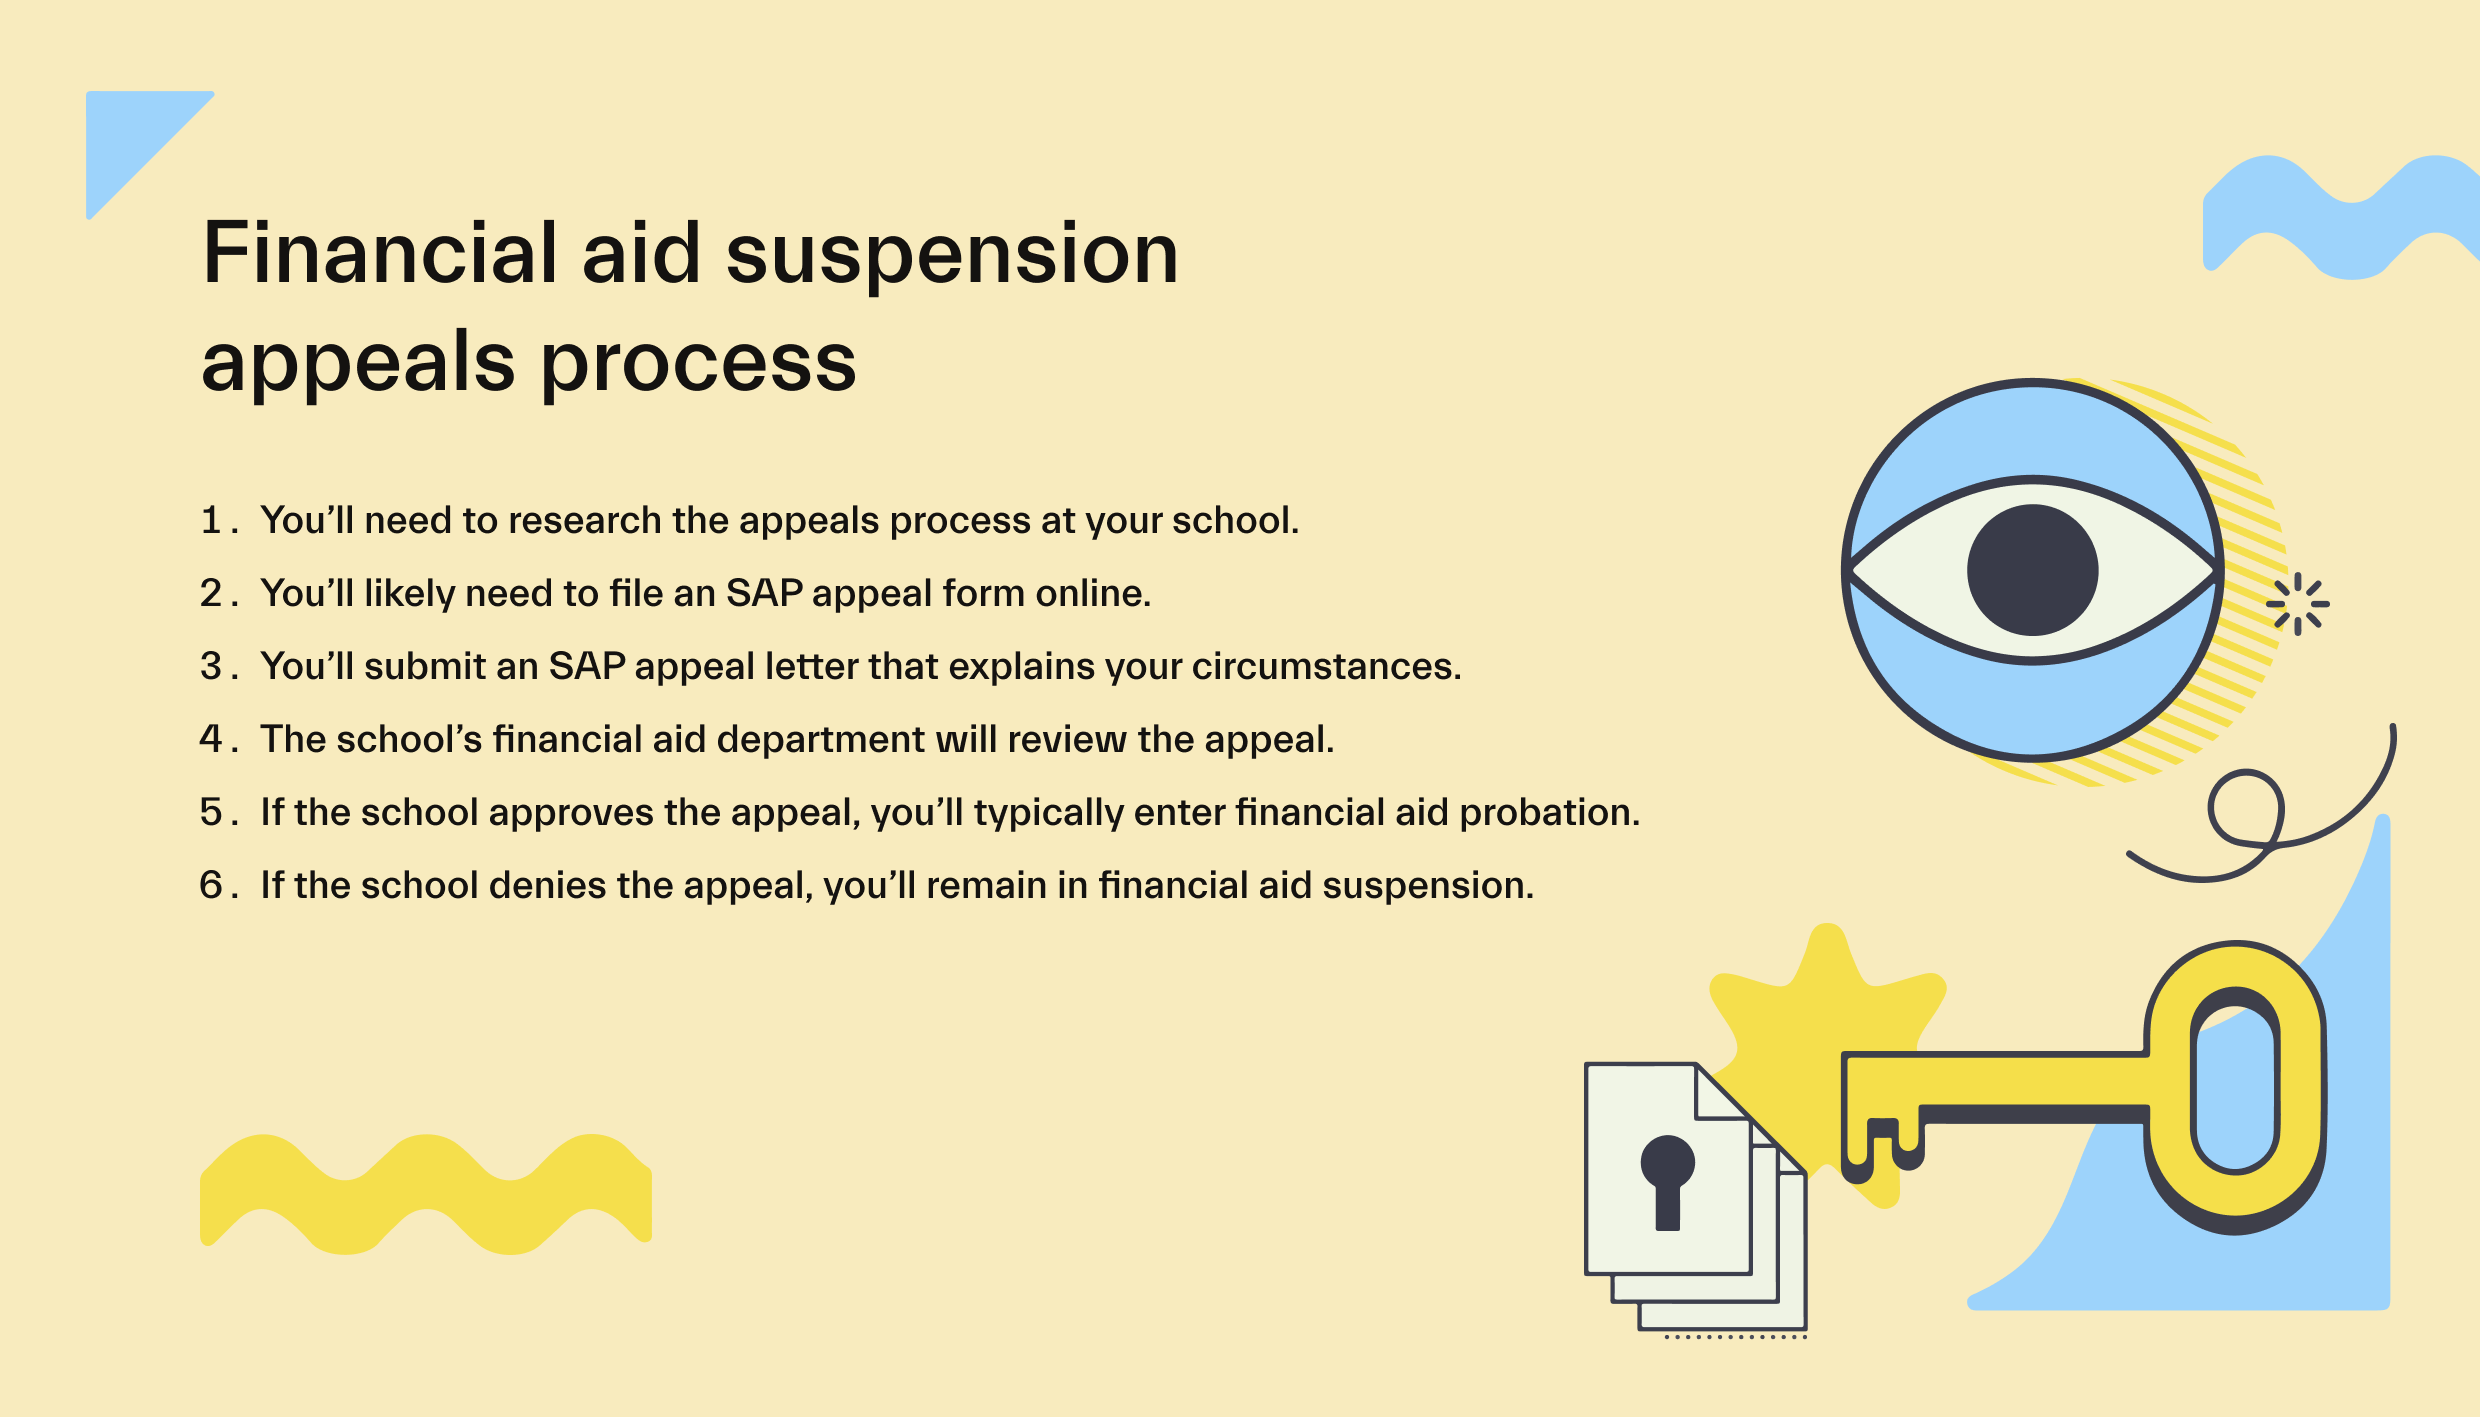 Financial aid suspension
appeals process
1. You’ll need to research the appeals process at your school.
2. You’ll likely need to file an SAP appeal form online.
3. You’ll submit an SAP appeal letter that explains your circumstances.
4. The school’s financial aid department will review the appeal.
5. If the school approves the appeal, you’ll typically enter financial aid probation.
6. If the school denies the appeal, you’ll remain in financial aid suspension.